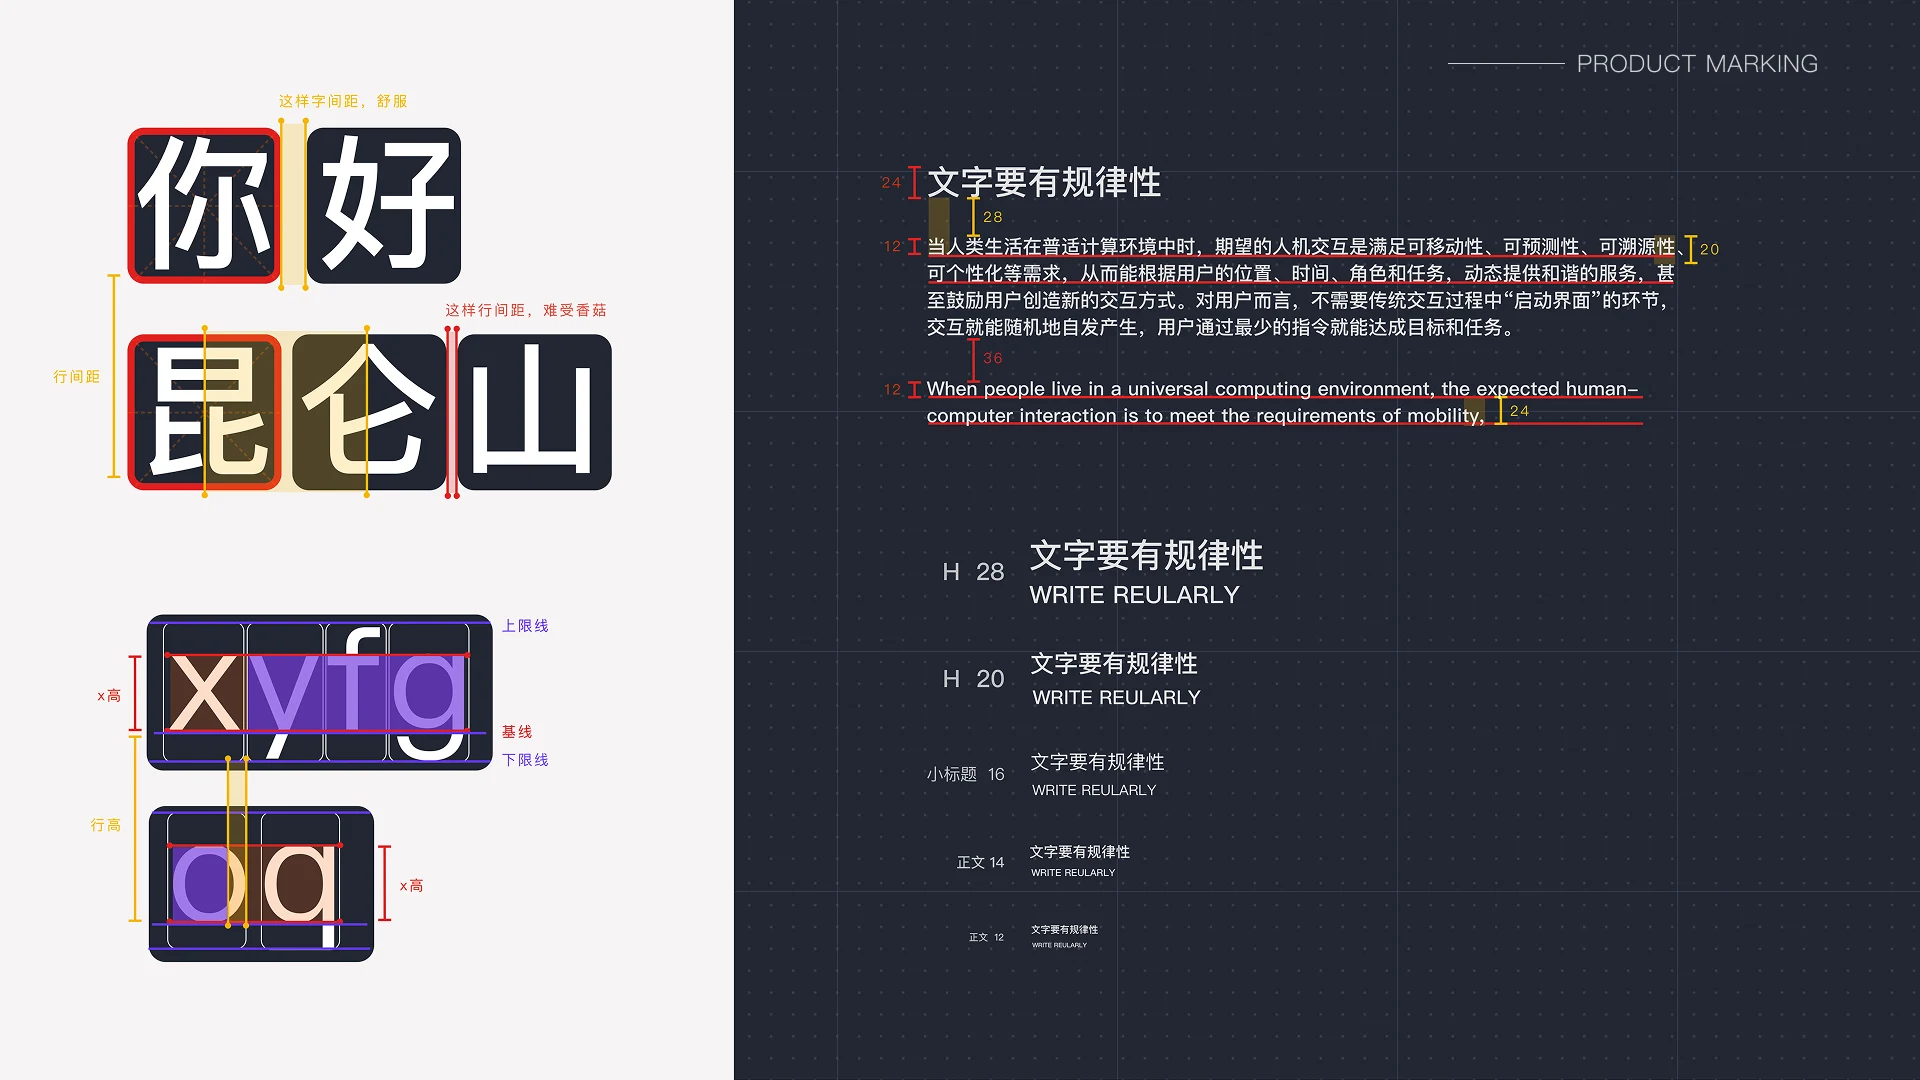 这样字间距，舒服
你好
这样行间距，难受香菇
行间距
昆仑山
上限线
xyfg
x高
基线
下限线
行高
oq
x高
PRODUCT MARKING
24
文字要有规律性
28
12
当人类生活在普适计算环境中时，期望的人机交互是满足可移动性、可预测性、可溯源性、
20
可个性化等需求，从而能根据用户的位置、时间、角色和任务，动态提供和谐的服务，甚
至鼓励用户创造新的交互方式。对用户而言，不需要传统交互过程中“启动界面”的环节，
交互就能随机地自发产生，用户通过最少的指令就能达成目标和任务。
36
12
When people live in a universal computing environment, the expected human-
computer interaction is to meet the requirements of mobility,
24
H 28
文字要有规律性
WRITE REULARLY
H 20
文字要有规律性
WRITE REULARLY
小标题 16
文字要有规律性
WRITE REULARLY
正文 14
文字要有规律性
WRITE REULARLY
正文 12
文字要有规律性
WRITE REULARLY